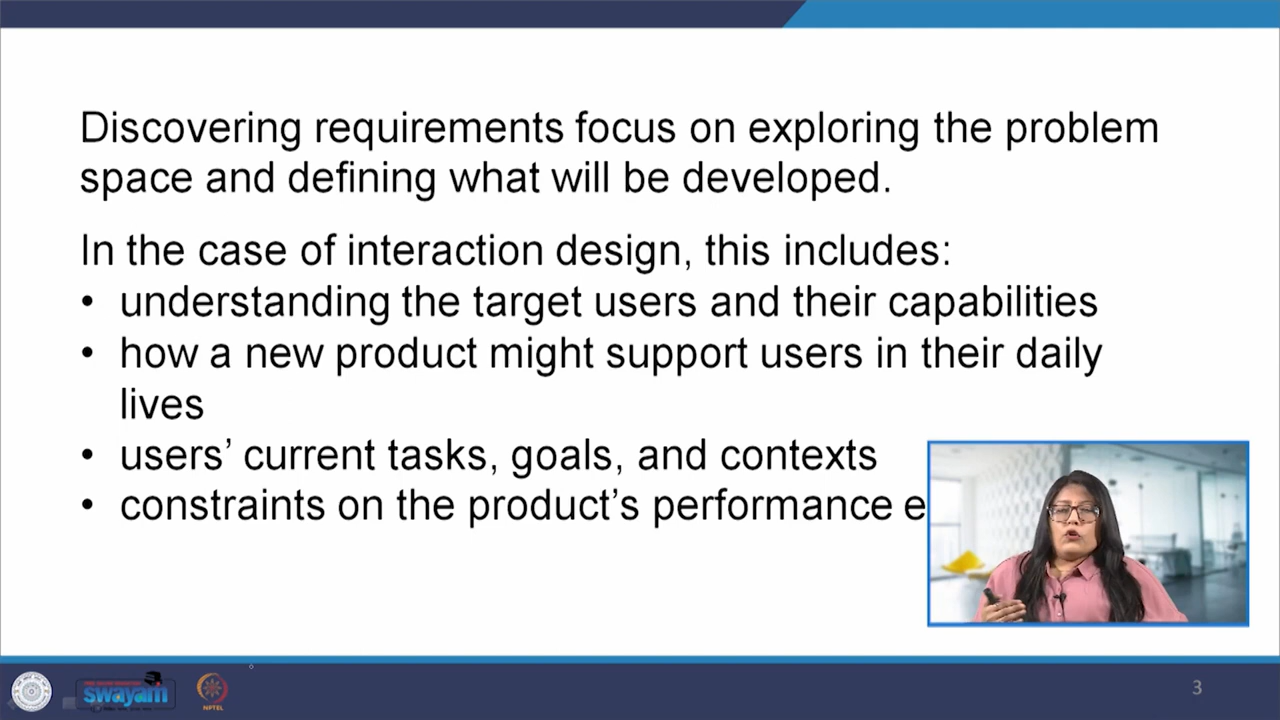 Discovering requirements focus on exploring the problem
space and defining what will be developed.
In the case of interaction design, this includes:
• understanding the target users and their capabilities
• how a new product might support users in their daily
lives
• users’ current tasks, goals, and contexts
• constraints on the product’s performance e
swayam
NPTEL
3